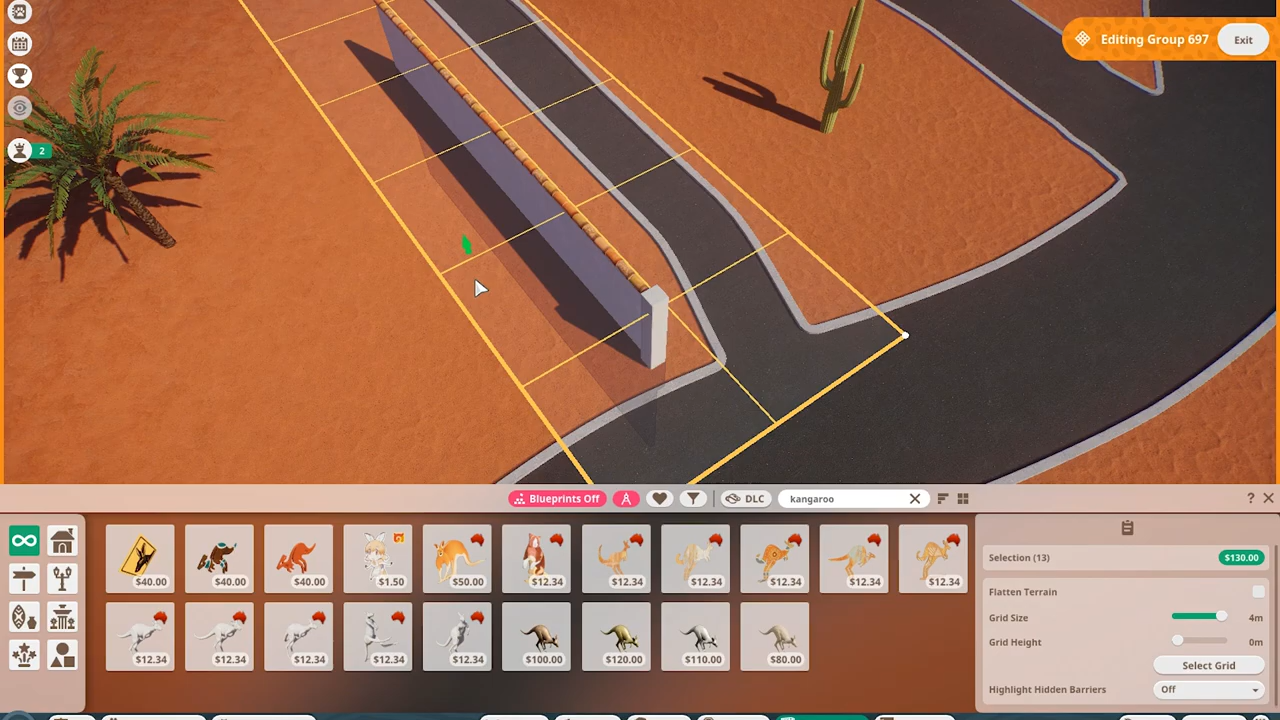 Editing Group 697
Exit
2
Blueprints Off
DLC
kangaroo
?
$40.00
$40.00
$40.00
$1.50
$50.00
$12.34
$12.34
$12.34
$12.34
$12.34
$12.34
$12.34
$12.34
$12.34
$12.34
$12.34
$100.00
$120.00
$110.00
$80.00
Selection (13)
$130.00
Flatten Terrain
Grid Size
4m
Grid Height
0m
Select Grid
Highlight Hidden Barriers
Off